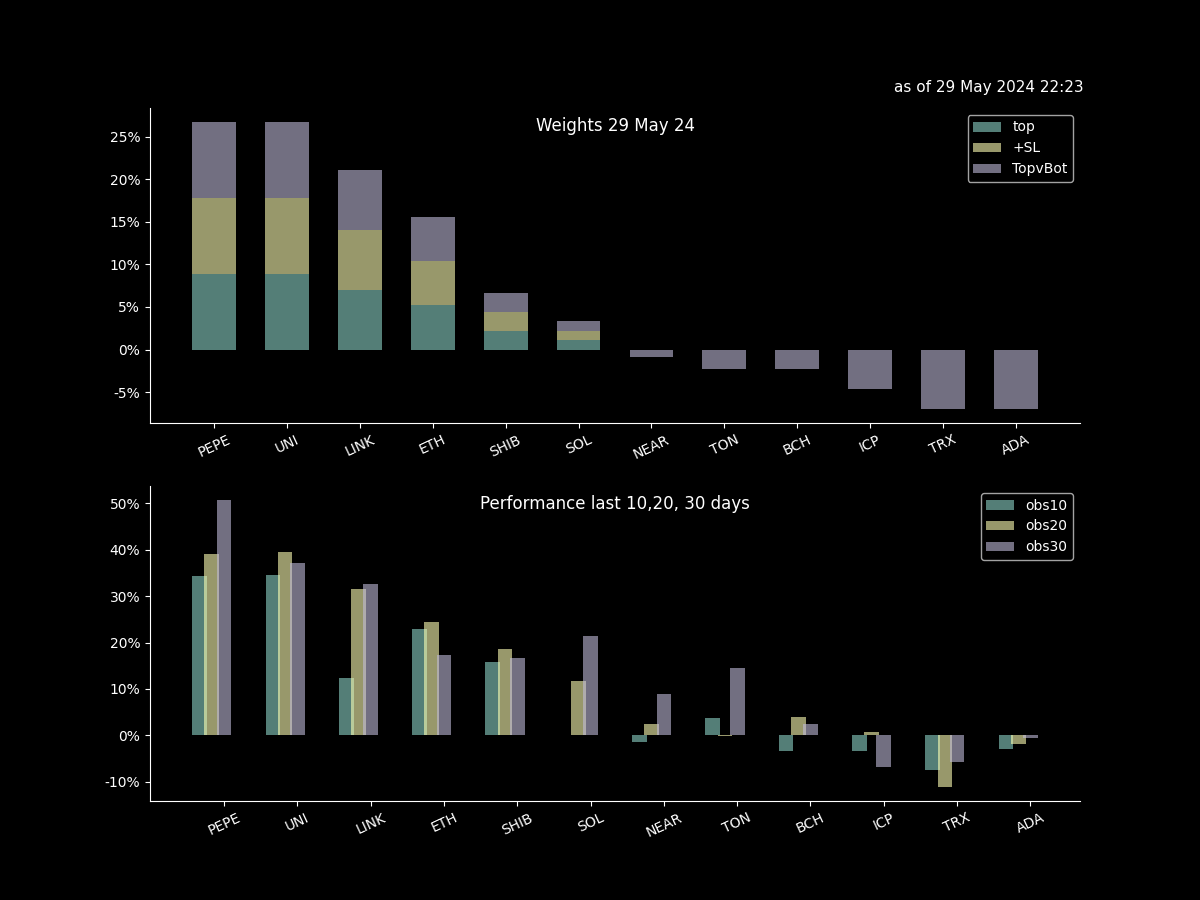 as of 29 May 2024 22:23
Weights 29 May 24
top
+SL
TopvBot
25%
20%
15%
10%
5%
0%
-5%
PEPE UNI LINK ETH SHIB SOL NEAR TON BCH ICP TRX ADA
Performance last 10,20, 30 days
obs10
obs20
obs30
50%
40%
30%
20%
10%
0%
-10%
PEPE UNI LINK ETH SHIB SOL NEAR TON BCH ICP TRX ADA